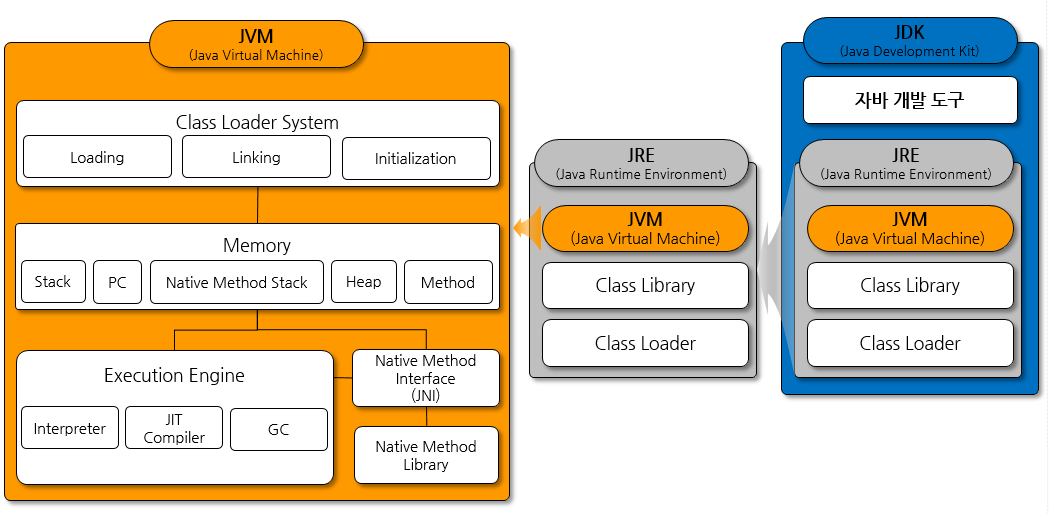 JVM
(Java Virtual Machine)
Class Loader System
Loading
Linking
Initialization
Memory
Stack
PC
Native Method Stack
Heap
Method
Execution Engine
Interpreter
JIT
Compiler
GC
Native Method
Interface
(JNI)
Native Method
Library
JRE
(Java Runtime Environment)
JVM
(Java Virtual Machine)
Class Library
Class Loader
JDK
(Java Development Kit)
자바 개발 도구
JRE
(Java Runtime Environment)
JVM
(Java Virtual Machine)
Class Library
Class Loader